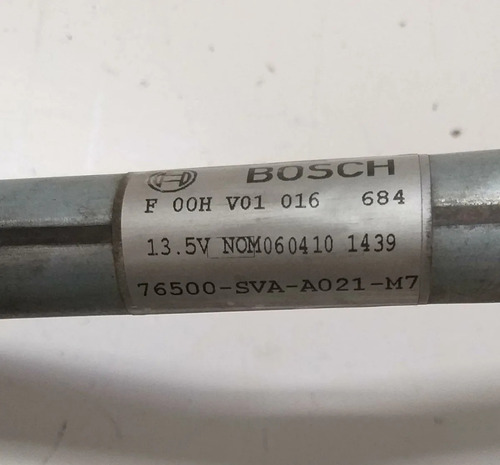 BOSCH
F 00H V01 016 684
13.5V NOM060410 1439
76500-SVA-A021-M7